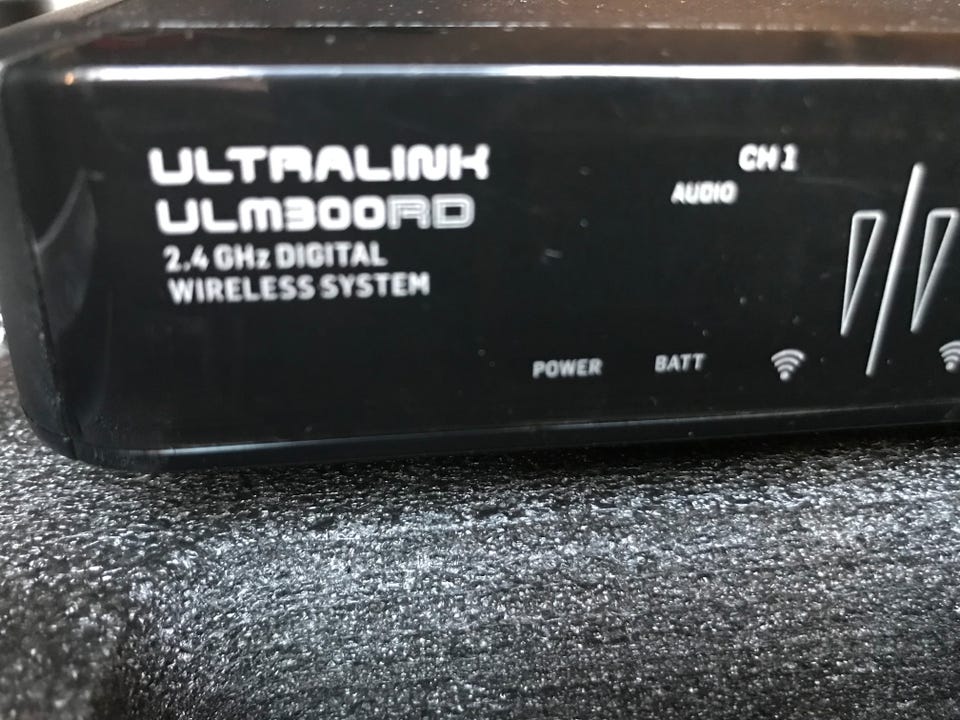 ULTRALINK
ULM300RD
2.4 GHz DIGITAL
WIRELESS SYSTEM
CH 1
AUDIO
POWER BATT